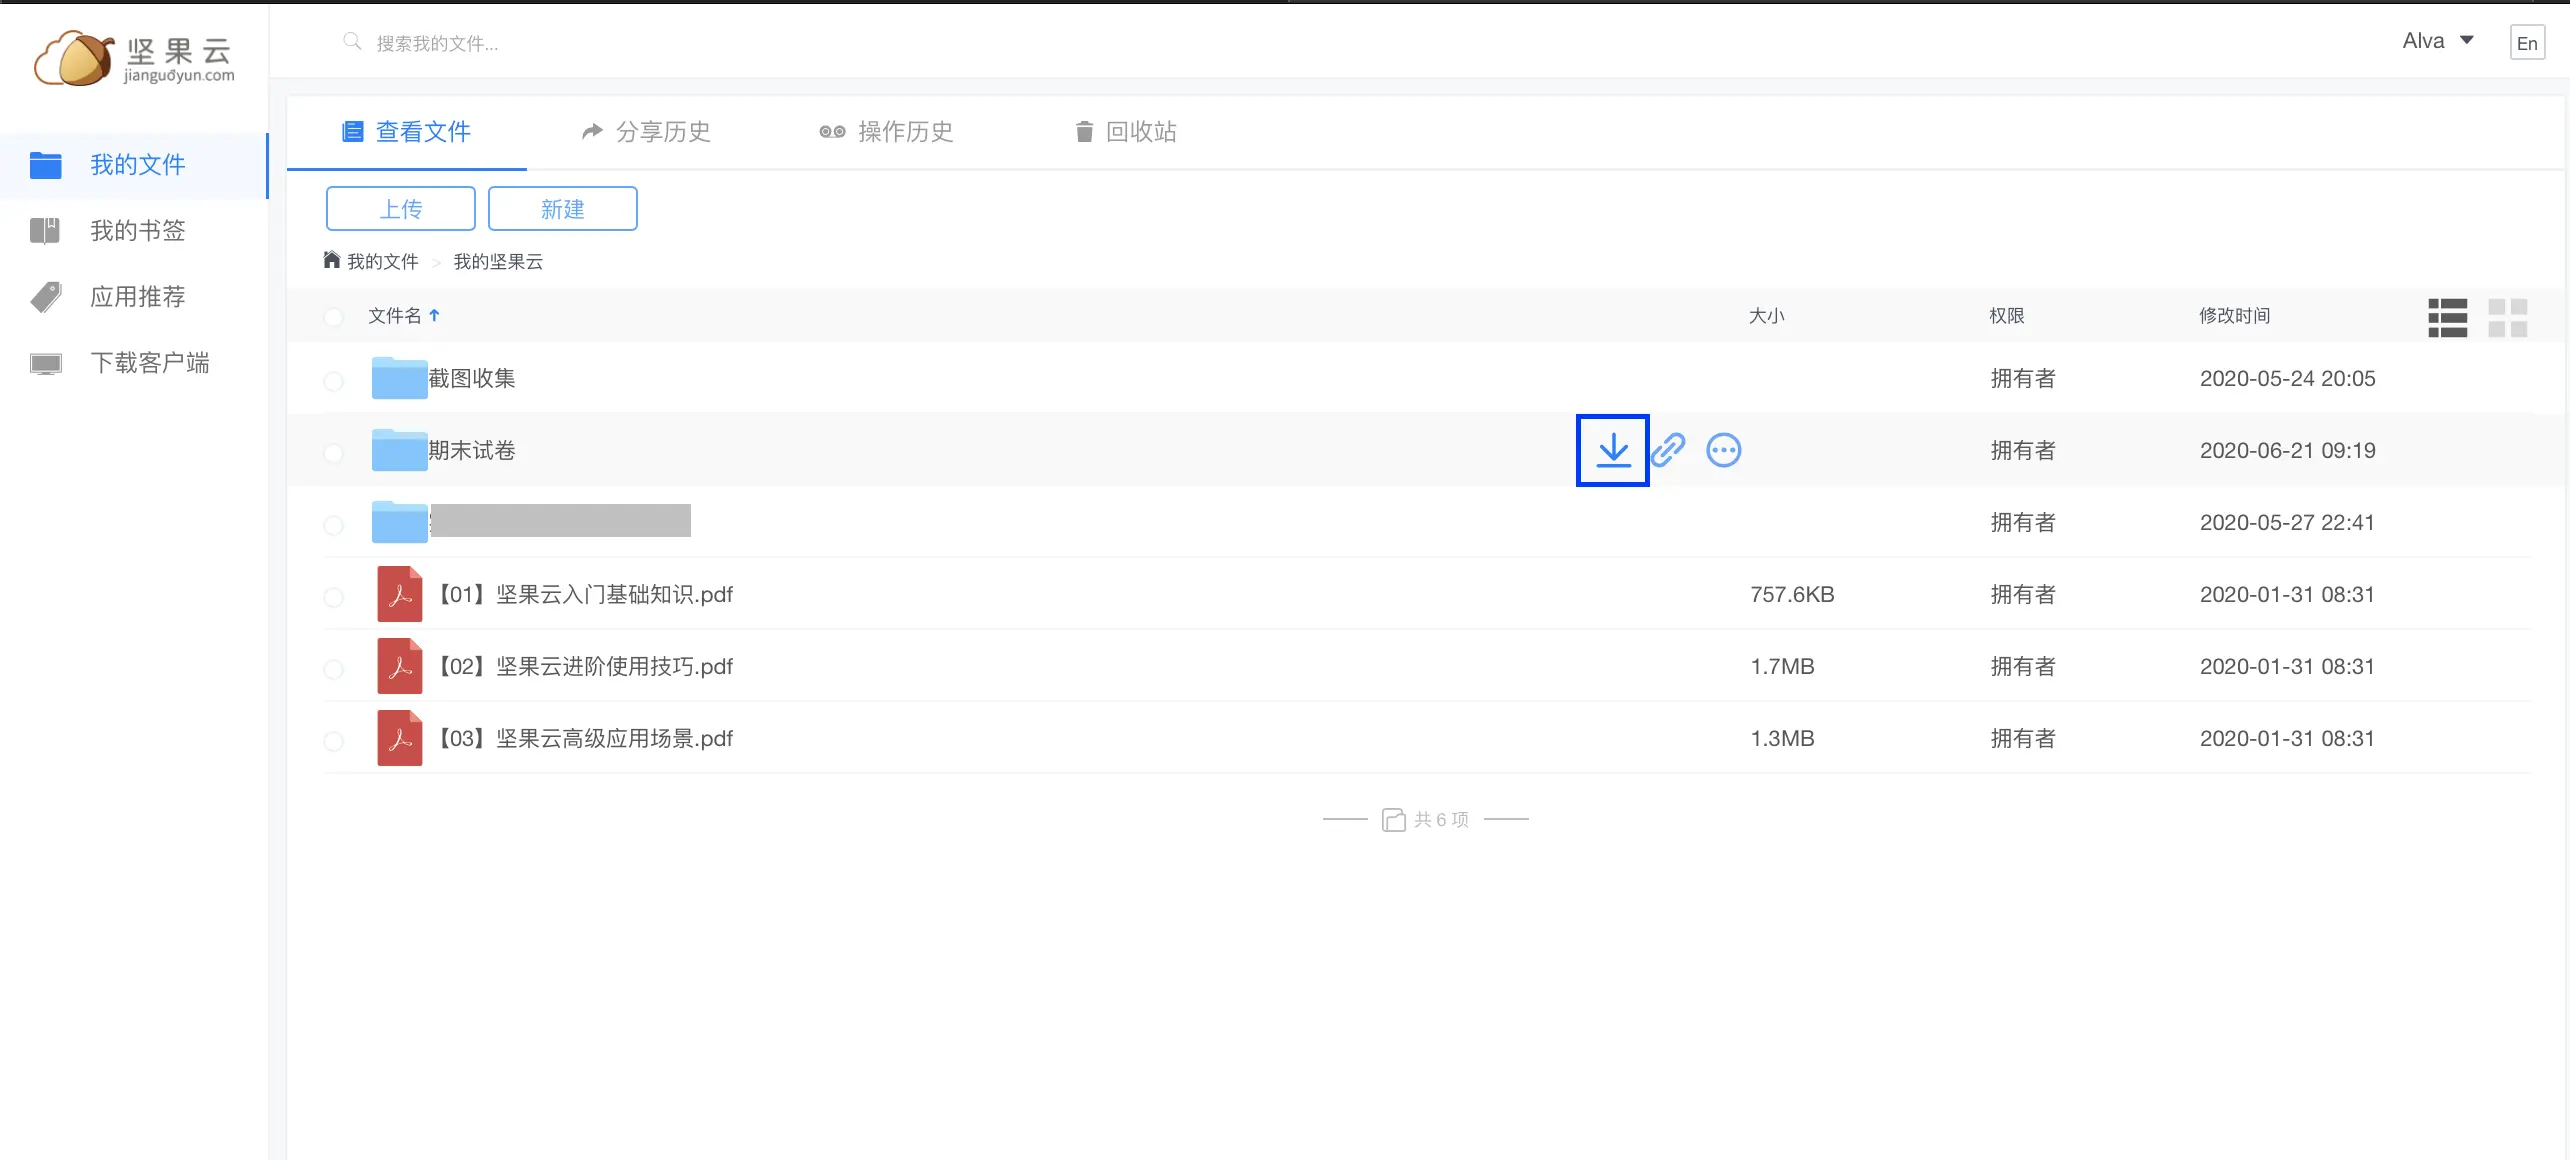 坚果云
jianguoyun.com
搜索我的文件...
Alva
En
我的文件
我的书签
应用推荐
下载客户端
查看文件
分享历史
操作历史
回收站
上传
新建
我的文件 > 我的坚果云
文件名 大小 权限 修改时间
截图收集 拥有者 2020-05-24 20:05
期末试卷 拥有者 2020-06-21 09:19
拥有者 2020-05-27 22:41
【01】坚果云入门基础知识.pdf 757.6KB 拥有者 2020-01-31 08:31
【02】坚果云进阶使用技巧.pdf 1.7MB 拥有者 2020-01-31 08:31
【03】坚果云高级应用场景.pdf 1.3MB 拥有者 2020-01-31 08:31
共 6 项